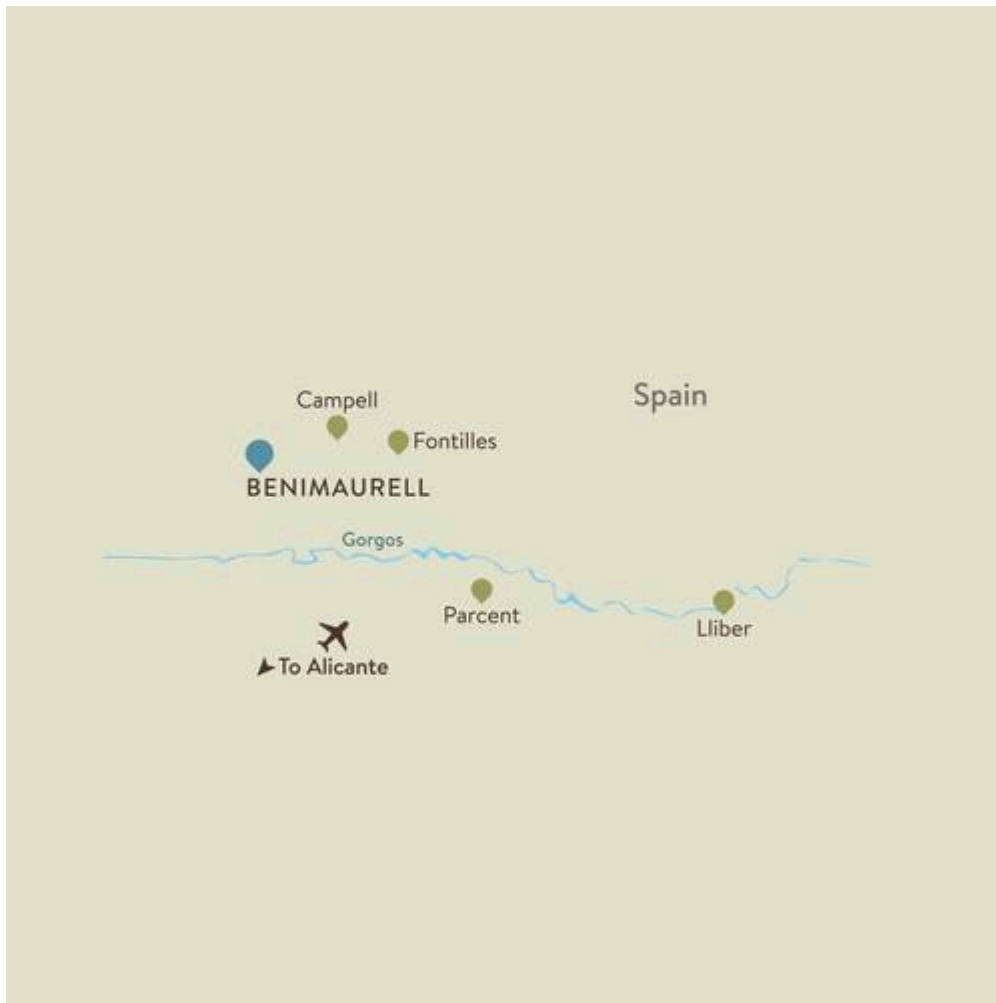 Spain
Campell
Fontilles
BENIMAURELL
Gorgos
Parcent
Lliber
To Alicante